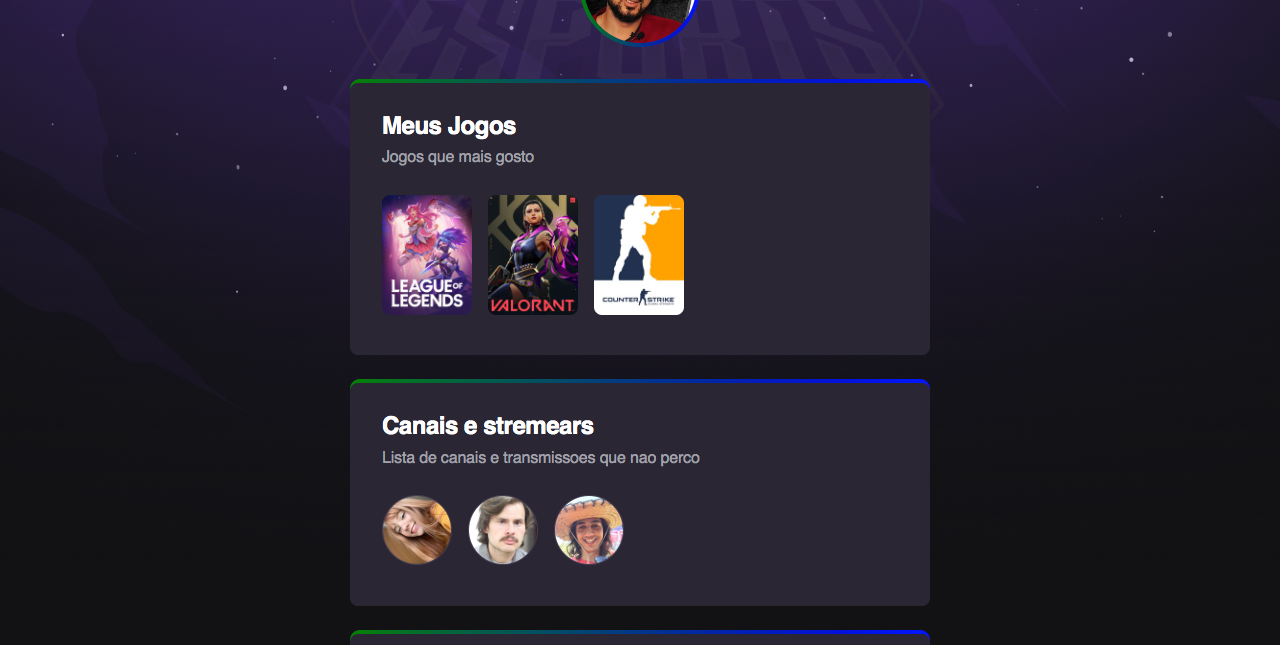 ESPORTS
Meus Jogos
Jogos que mais gosto
LEAGUE OF
LEGENDS
VALORANT
COUNTER STRIKE
Canais e stremears
Lista de canais e transmissoes que nao perco